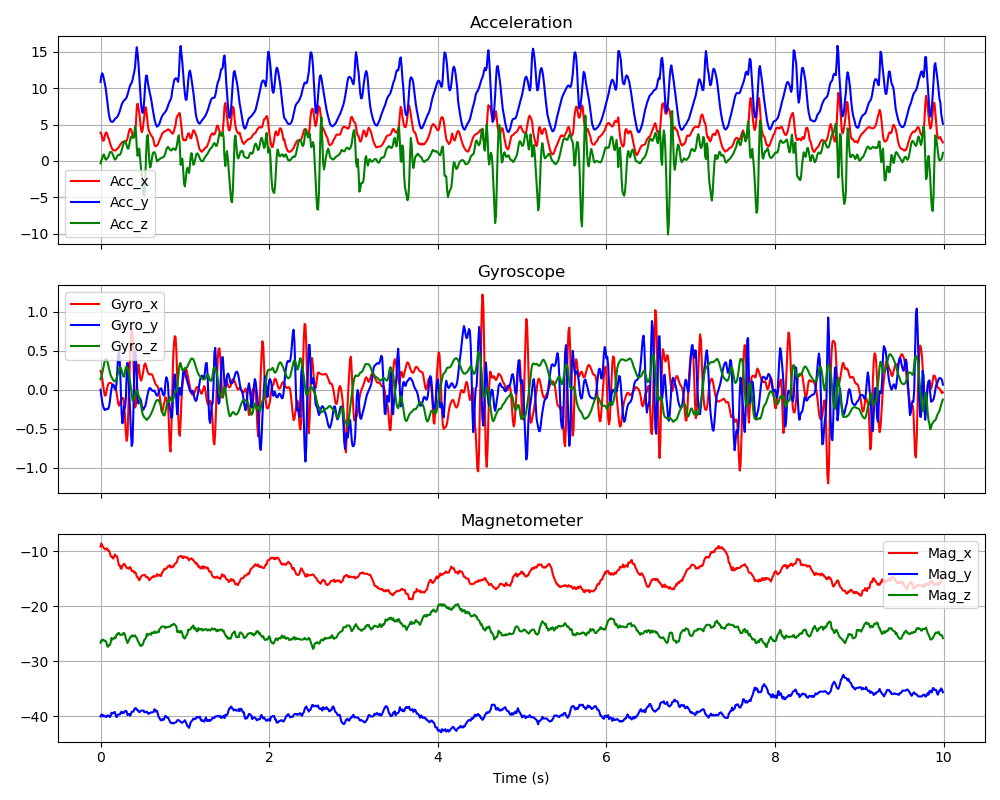 Acceleration
15
10
5
0
−5
−10
Acc_x
Acc_y
Acc_z
Gyroscope
1.0
0.5
0.0
−0.5
−1.0
Gyro_x
Gyro_y
Gyro_z
Magnetometer
−10
−20
−30
−40
Mag_x
Mag_y
Mag_z
0 2 4 6 8 10
Time (s)